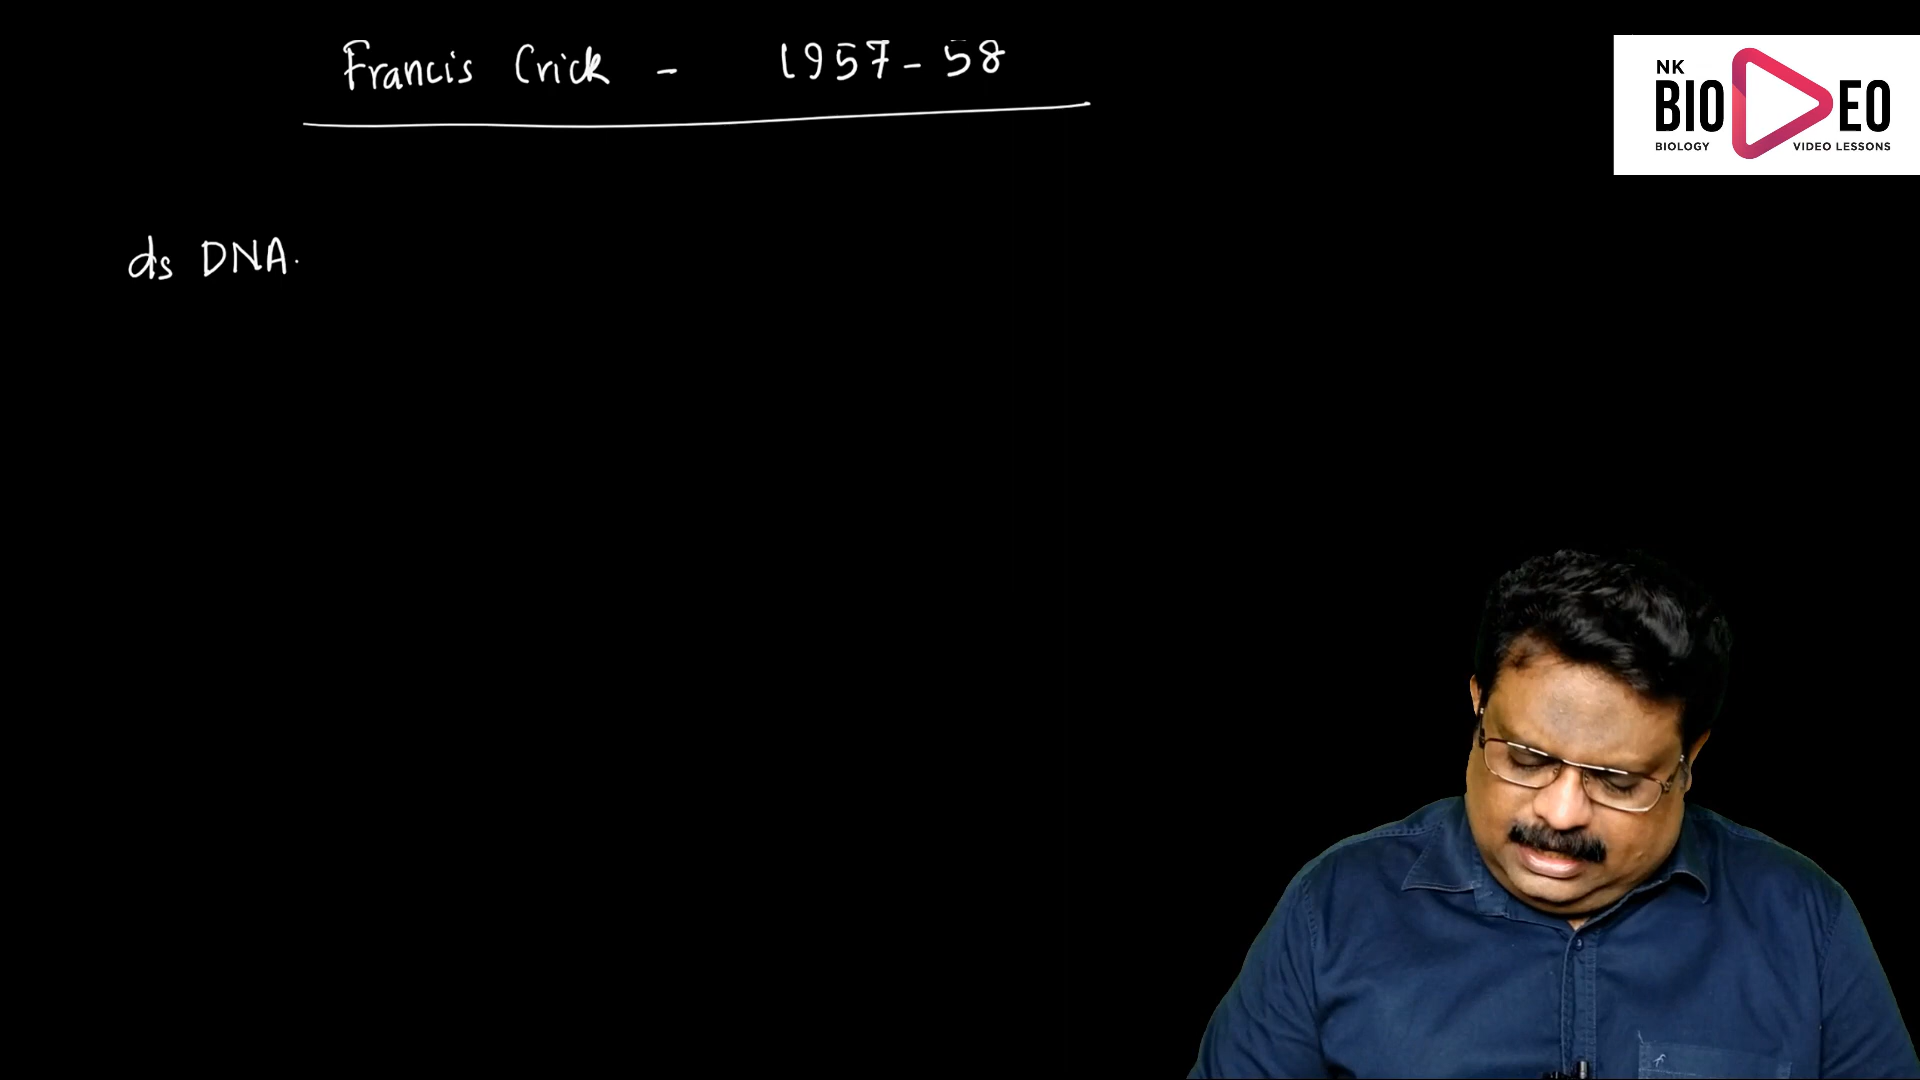 Francis Crick - 1957-58
NK
BIO EO
BIOLOGY VIDEO LESSONS
ds DNA.